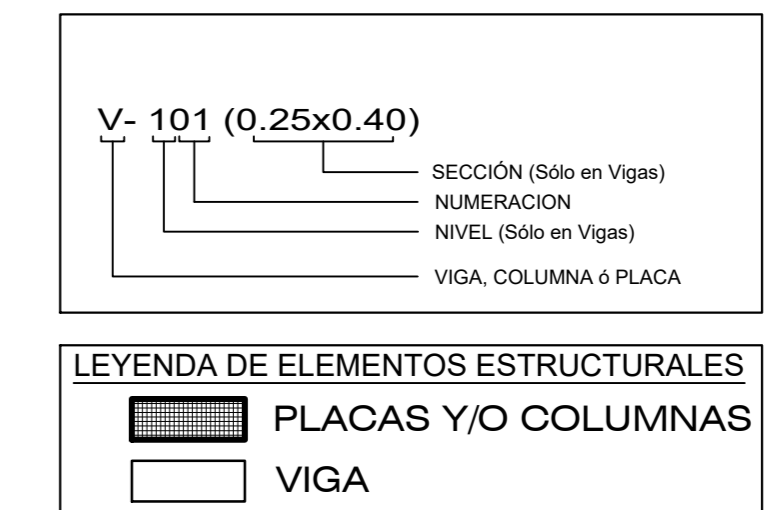 V- 101 (0.25x0.40)
SECCIÓN (Sólo en Vigas)
NUMERACION
NIVEL (Sólo en Vigas)
VIGA, COLUMNA ó PLACA
LEYENDA DE ELEMENTOS ESTRUCTURALES
PLACAS Y/O COLUMNAS
VIGA